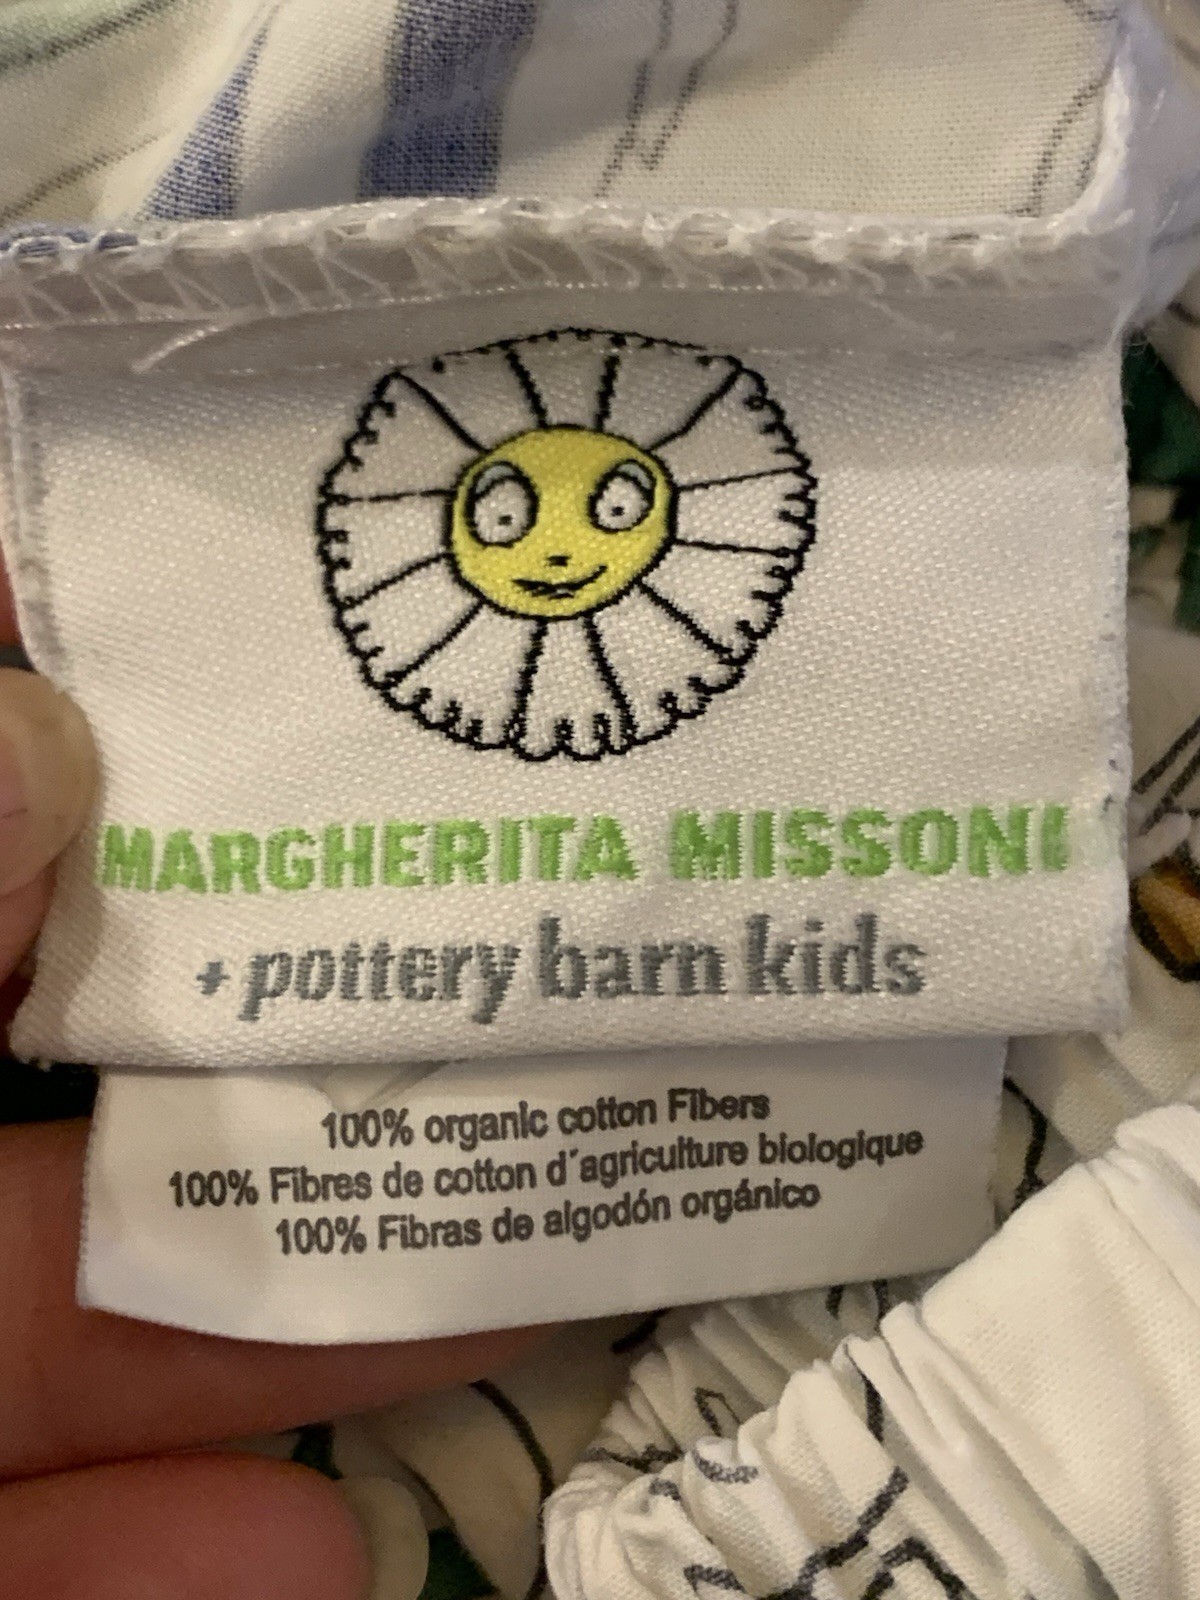 MARGHERITA MISSONI
+ pottery barn kids
100% organic cotton Fibers
100% Fibres de cotton d´agriculture biologique
100% Fibras de algodón orgánico